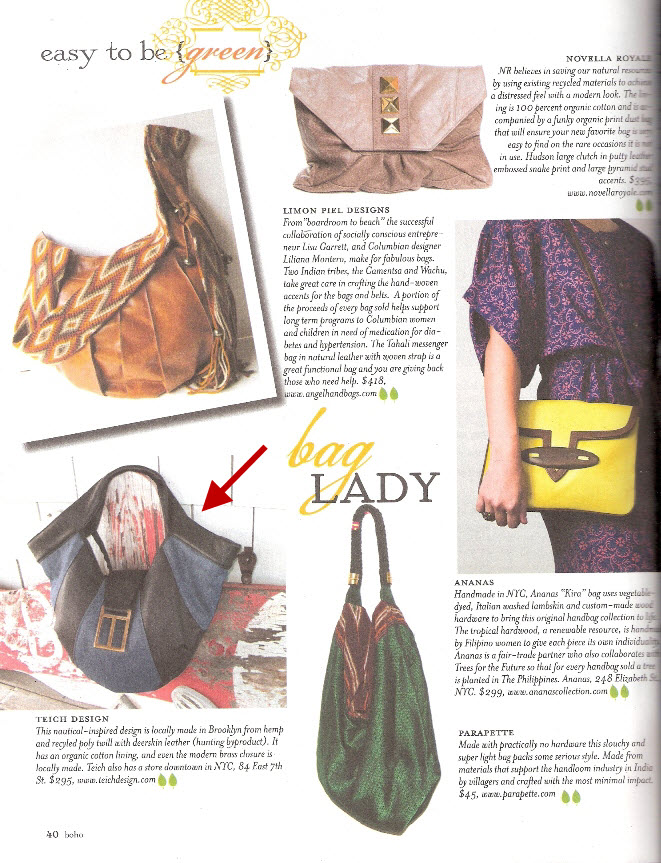 easy to be {green}
NOVELLA ROYALE
NR believes in saving our natural resources
by using existing recycled materials to achieve
a distressed feel with a modern look. The
ing is 100 percent organic cotton and is
companied by a funky organic print dust bag
that will ensure your new favorite bag is very
easy to find on the rare occasions it is not
in use. Hudson large clutch in putty leather
embossed snake print and large pyramid stud
accents. $395,
www.novellaroyale.com
LIMON PIEL DESIGNS
From "boardroom to beach" the successful
collaboration of socially conscious entrepre-
neur Lisa Garrett, and Columbian designer
Liliana Montero, make for fabulous bags.
Two Indian tribes, the Camentsa and Wachu,
take great care in crafting the hand-woven
accents for the bags and belts. A portion of
the proceeds of every bag sold helps support
long term programs to Columbian women
and children in need of medication for dia-
betes and hypertension. The Tahali messenger
bag in natural leather with woven strap is a
great functional bag and you are giving back
those who need help. $418,
www.angelhandbags.com
bag
LADY
ANANAS
Handmade in NYC, Ananas "Kira" bag uses vegetable-
dyed, Italian washed lambskin and custom-made wood
hardware to bring this original handbag collection to life.
The tropical hardwood, a renewable resource, is handmade
by Filipino women to give each piece its own individuality.
Ananas is a fair-trade partner who also collaborates with
Trees for the Future so that for every handbag sold a tree
is planted in The Philippines. Ananas, 248 Elizabeth St.
NYC. $299, www.ananascollection.com
TEICH DESIGN
This nautical-inspired design is locally made in Brooklyn from hemp
and recyled poly twill with deerskin leather (hunting byproduct). It
has an organic cotton lining, and even the modern brass closure is
locally made. Teich also has a store downtown in NYC, 84 East 7th
St. $295, www.teichdesign.com
PARAPETTE
Made with practically no hardware this slouchy and
super light bag packs some serious style. Made from
materials that support the handloom industry in India
by villagers and crafted with the most minimal impact.
$45, www.parapette.com
40 boho